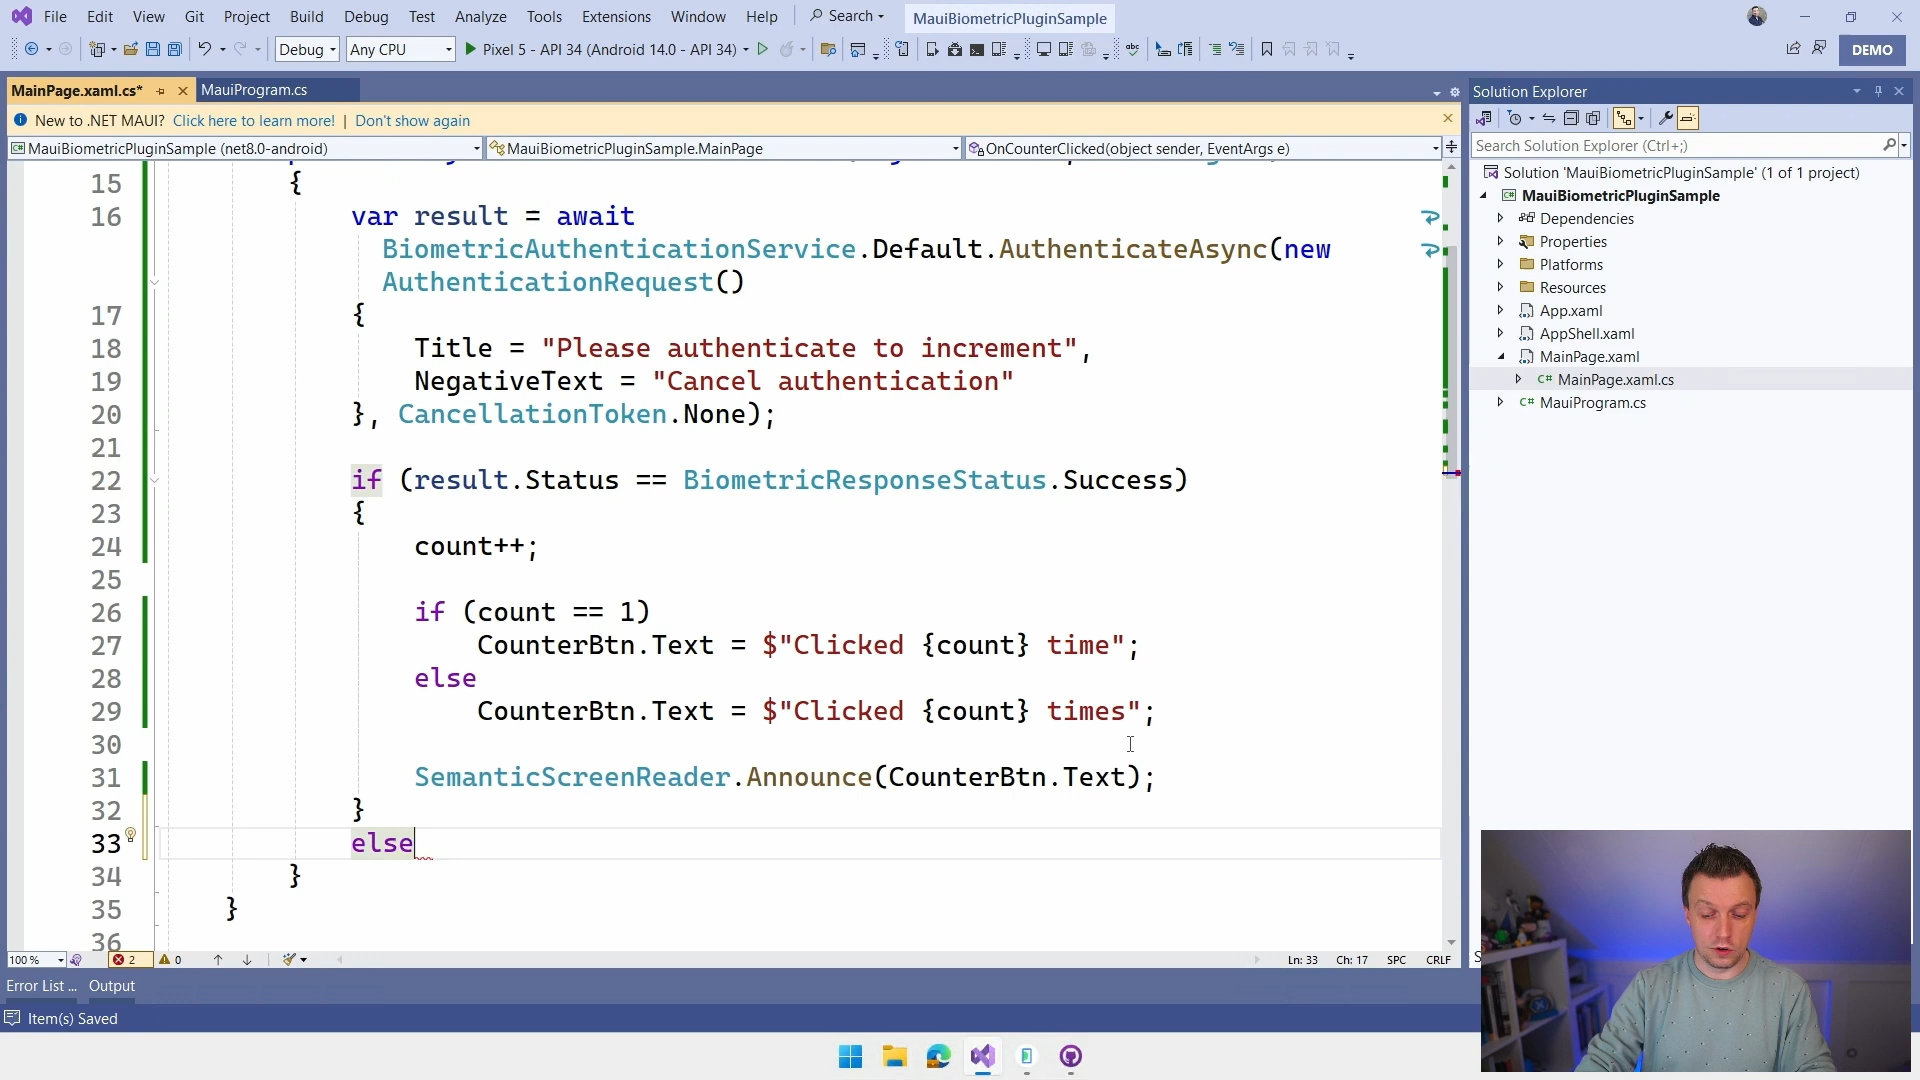 File Edit View Git Project Build Debug Test Analyze Tools Extensions Window Help Search MauiBiometricPluginSample
Debug Any CPU Pixel 5 - API 34 (Android 14.0 - API 34) DEMO
MainPage.xaml.cs* MauiProgram.cs
New to .NET MAUI? Click here to learn more! | Don't show again
MauiBiometricPluginSample (net8.0-android) MauiBiometricPluginSample.MainPage OnCounterClicked(object sender, EventArgs e)
15 {
16 var result = await
BiometricAuthenticationService.Default.AuthenticateAsync(new
AuthenticationRequest()
17 {
18 Title = "Please authenticate to increment",
19 NegativeText = "Cancel authentication"
20 }, CancellationToken.None);
21
22 if (result.Status == BiometricResponseStatus.Success)
23 {
24 count++;
25
26 if (count == 1)
27 CounterBtn.Text = $"Clicked {count} time";
28 else
29 CounterBtn.Text = $"Clicked {count} times";
30
31 SemanticScreenReader.Announce(CounterBtn.Text);
32 }
33 else
34 }
35 }
36
100 % 2 0 Ln: 33 Ch: 17 SPC CRLF
Error List ... Output
Item(s) Saved
Solution Explorer
Search Solution Explorer (Ctrl+;)
Solution 'MauiBiometricPluginSample' (1 of 1 project)
MauiBiometricPluginSample
Dependencies
Properties
Platforms
Resources
App.xaml
AppShell.xaml
MainPage.xaml
C# MainPage.xaml.cs
C# MauiProgram.cs